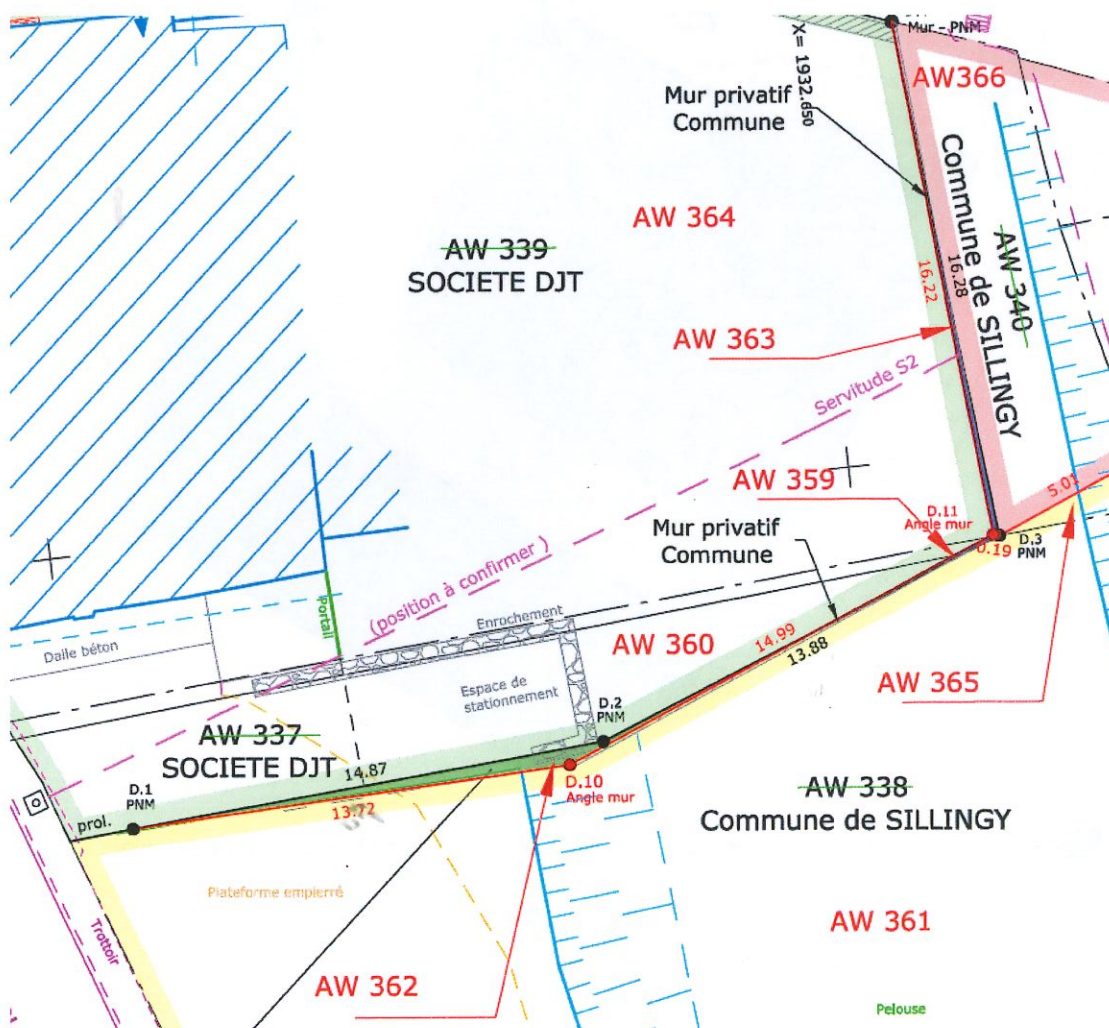 Mur - PNM
X= 1932.650
AW366
Mur privatif
Commune
AW 364
Commune de SILLINGY
AW 339
SOCIETE DJT
AW 340
16.22
16.28
AW 363
Servitude S2
AW 359
5.01
D.11
Angle mur
Mur privatif
Commune
0.19
D.3
PNM
(position à confirmer )
Portail
Enrochement
Dalle béton
AW 360
14.99
13.88
Espace de
stationnement
AW 365
D.2
PNM
AW 337
SOCIETE DJT
14.87
D.10
Angle mur
AW 338
Commune de SILLINGY
D.1
PNM
prol.
13.72
Plateforme empierré
AW 361
Trottoir
AW 362
Pelouse